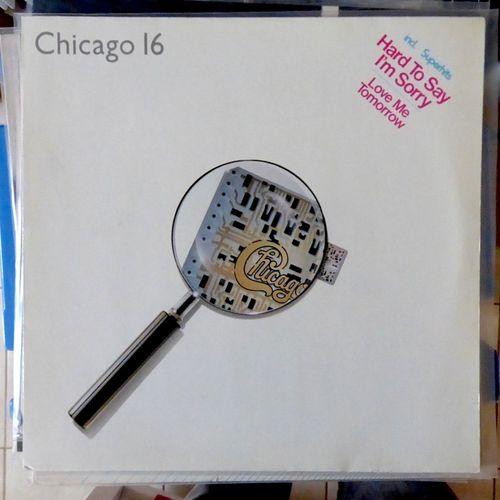 Chicago 16
incl. Superhits
Hard To Say
I'm Sorry
Love Me
Tomorrow
Chicago